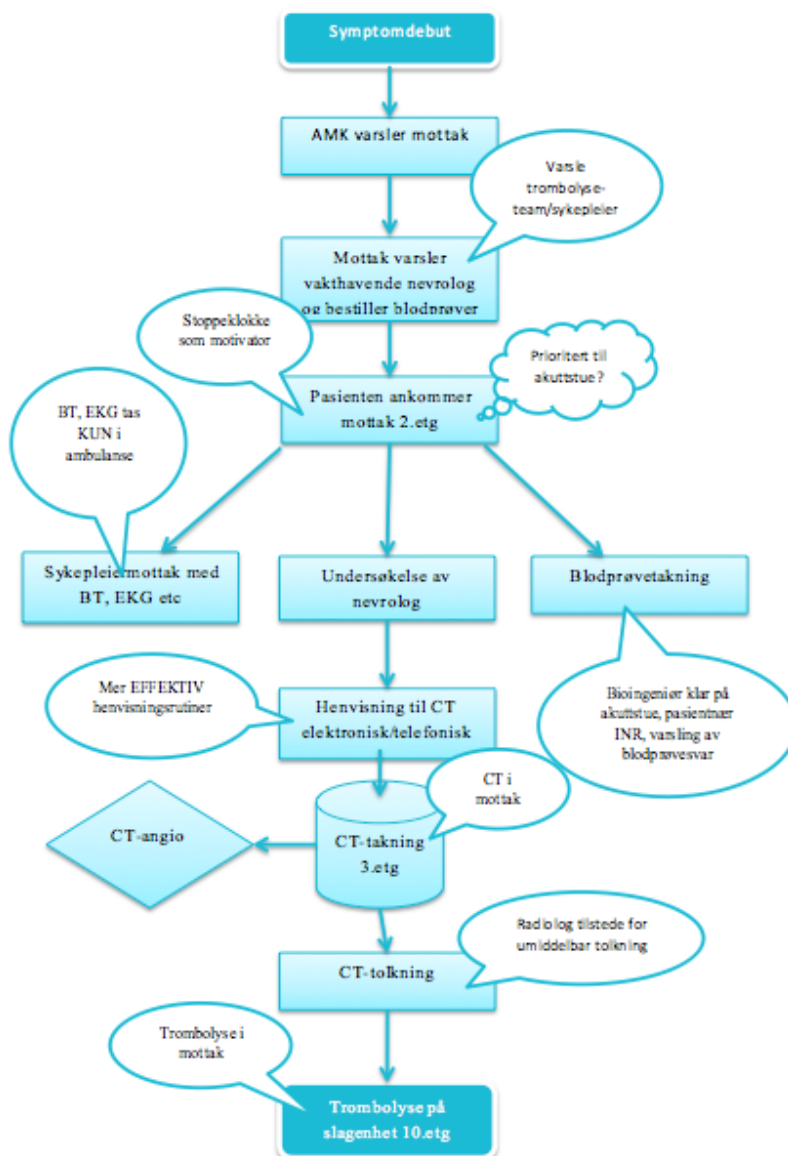 Symptomdebut
AMK varsler mottak
Varsle
trombolyse-
team/sykepleier
Mottak varsler
vakthavende nevrolog
og bestiller blodprøver
Stoppeklokke
som motivator
Prioritert til
akuttstue?
Pasienten ankommer
mottak 2.etg
BT, EKG tas
KUN i
ambulanse
Sykepleiermottak med
BT, EKG etc
Undersøkelse av
nevrolog
Blodprøvetakning
Mer EFFEKTIV
henvisningsrutiner
Henvisning til CT
elektronisk/telefonisk
Bioingeniør klar på
akuttstue, pasientnær
INR, varsling av
blodprøvesvar
CT i
mottak
CT-angio
CT-takning
3.etg
Radiolog tilstede for
umiddelbar tolkning
CT-tolkning
Trombolyse i
mottak
Trombolyse på
slagenhet 10.etg